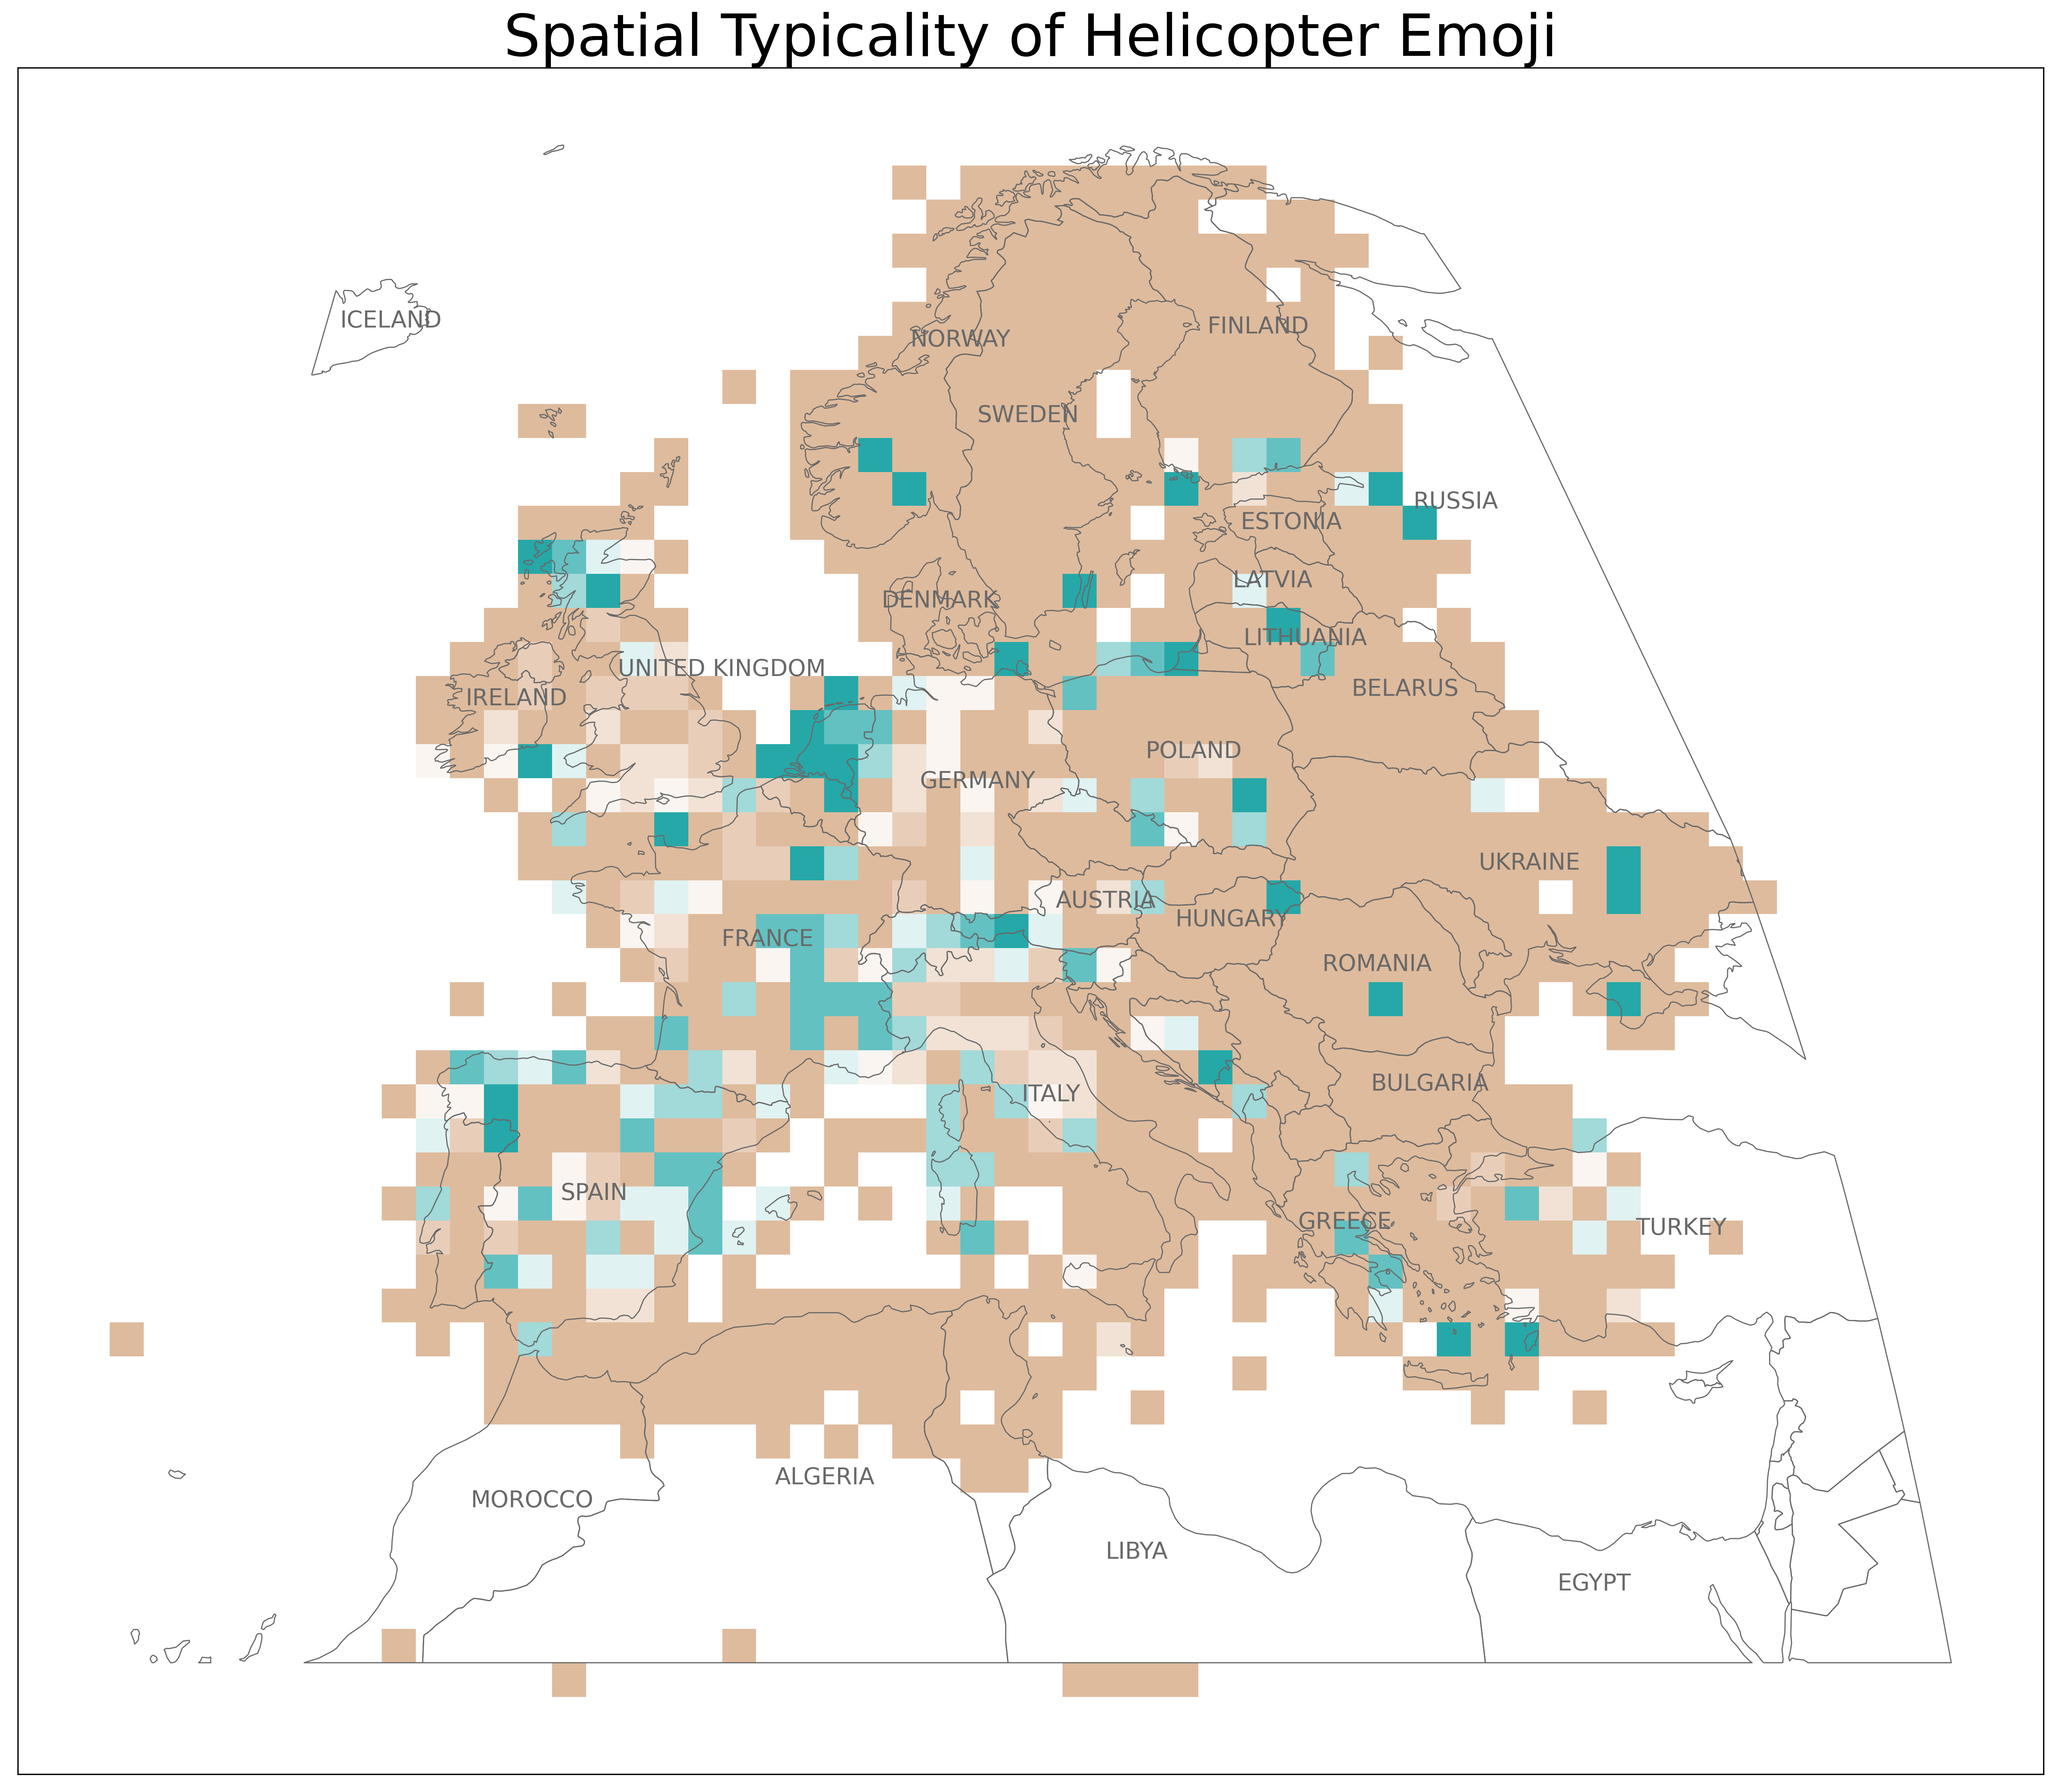 Spatial Typicality of Helicopter Emoji
ICELAND
FINLAND
NORWAY
SWEDEN
RUSSIA
ESTONIA
LATVIA
DENMARK
LITHUANIA
UNITED KINGDOM
BELARUS
IRELAND
POLAND
GERMANY
UKRAINE
AUSTRIA
HUNGARY
FRANCE
ROMANIA
BULGARIA
ITALY
SPAIN
GREECE
TURKEY
ALGERIA
MOROCCO
LIBYA
EGYPT